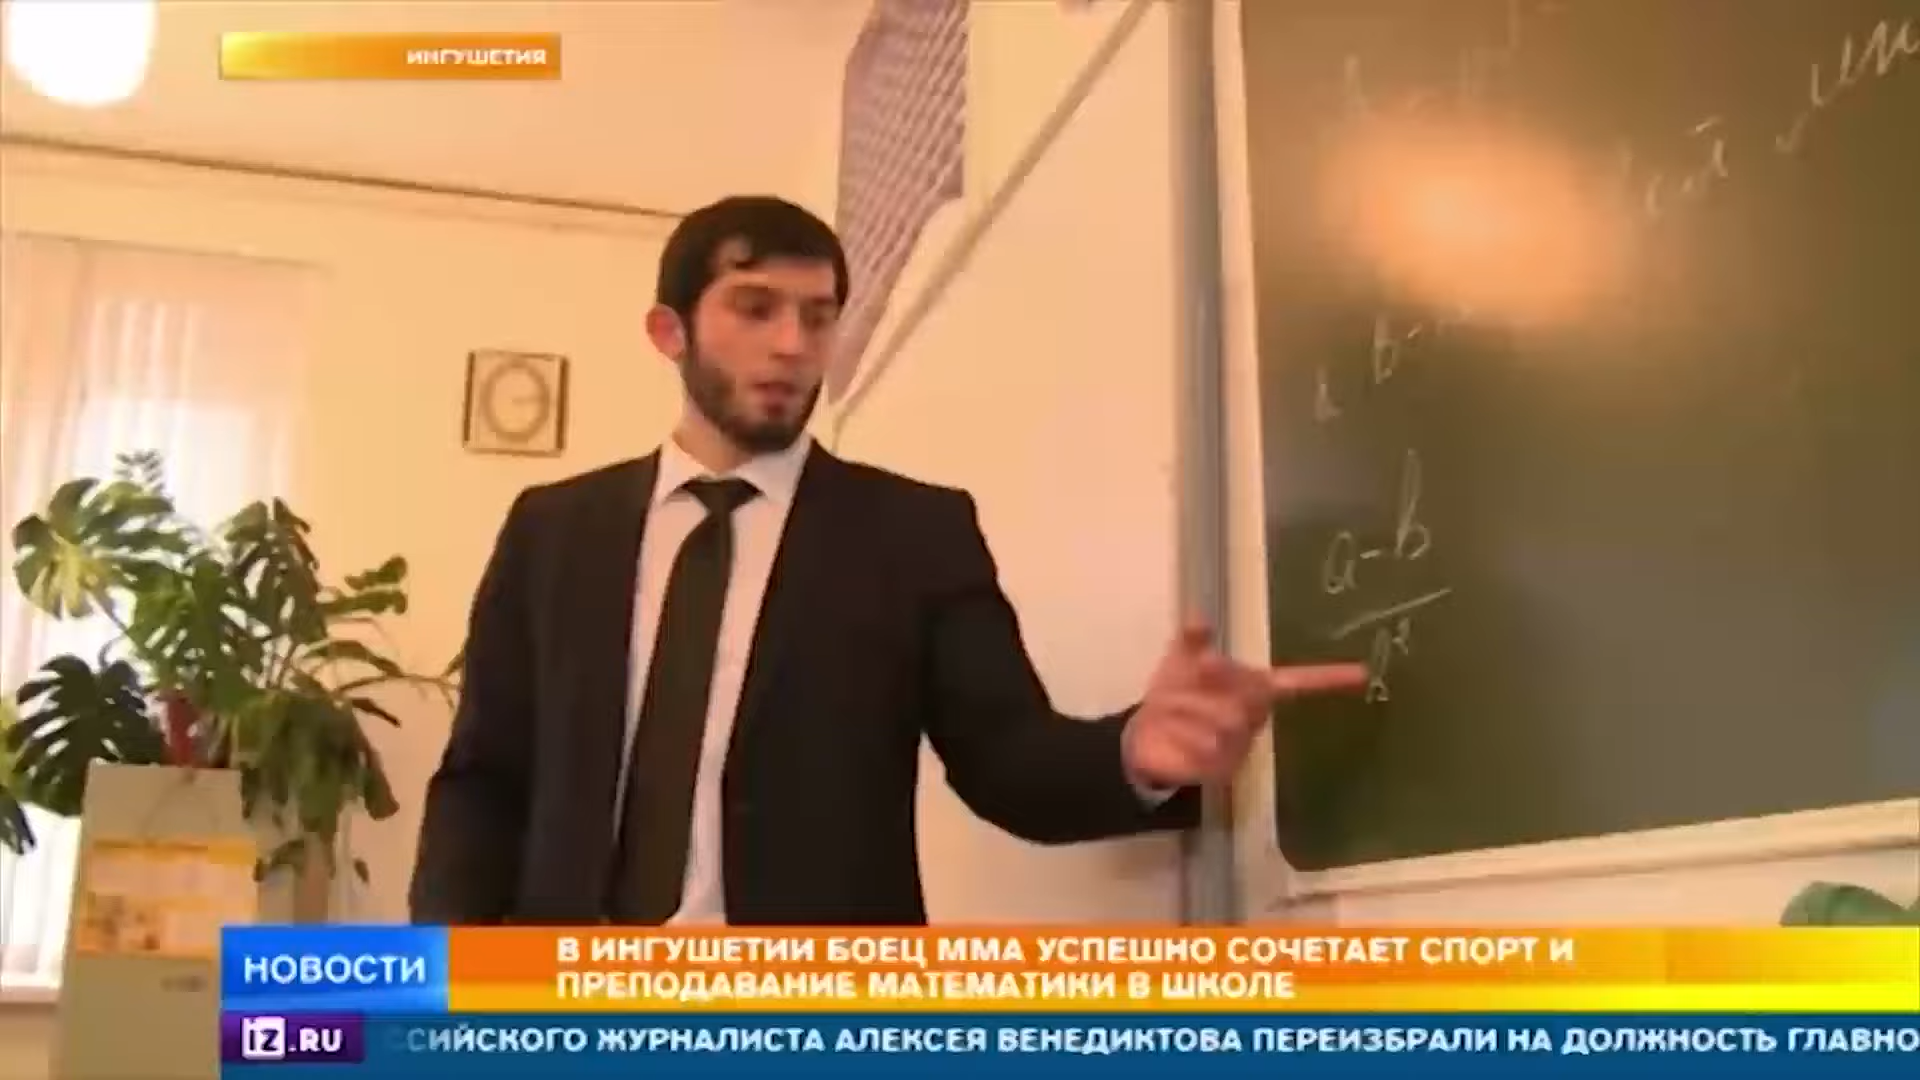 ИНГУШЕТИЯ
a-b
НОВОСТИ
В ИНГУШЕТИИ БОЕЦ ММА УСПЕШНО СОЧЕТАЕТ СПОРТ И
ПРЕПОДАВАНИЕ МАТЕМАТИКИ В ШКОЛЕ
iz.RU
ССИЙСКОГО ЖУРНАЛИСТА АЛЕКСЕЯ ВЕНЕДИКТОВА ПЕРЕИЗБРАЛИ НА ДОЛЖНОСТЬ ГЛАВНО